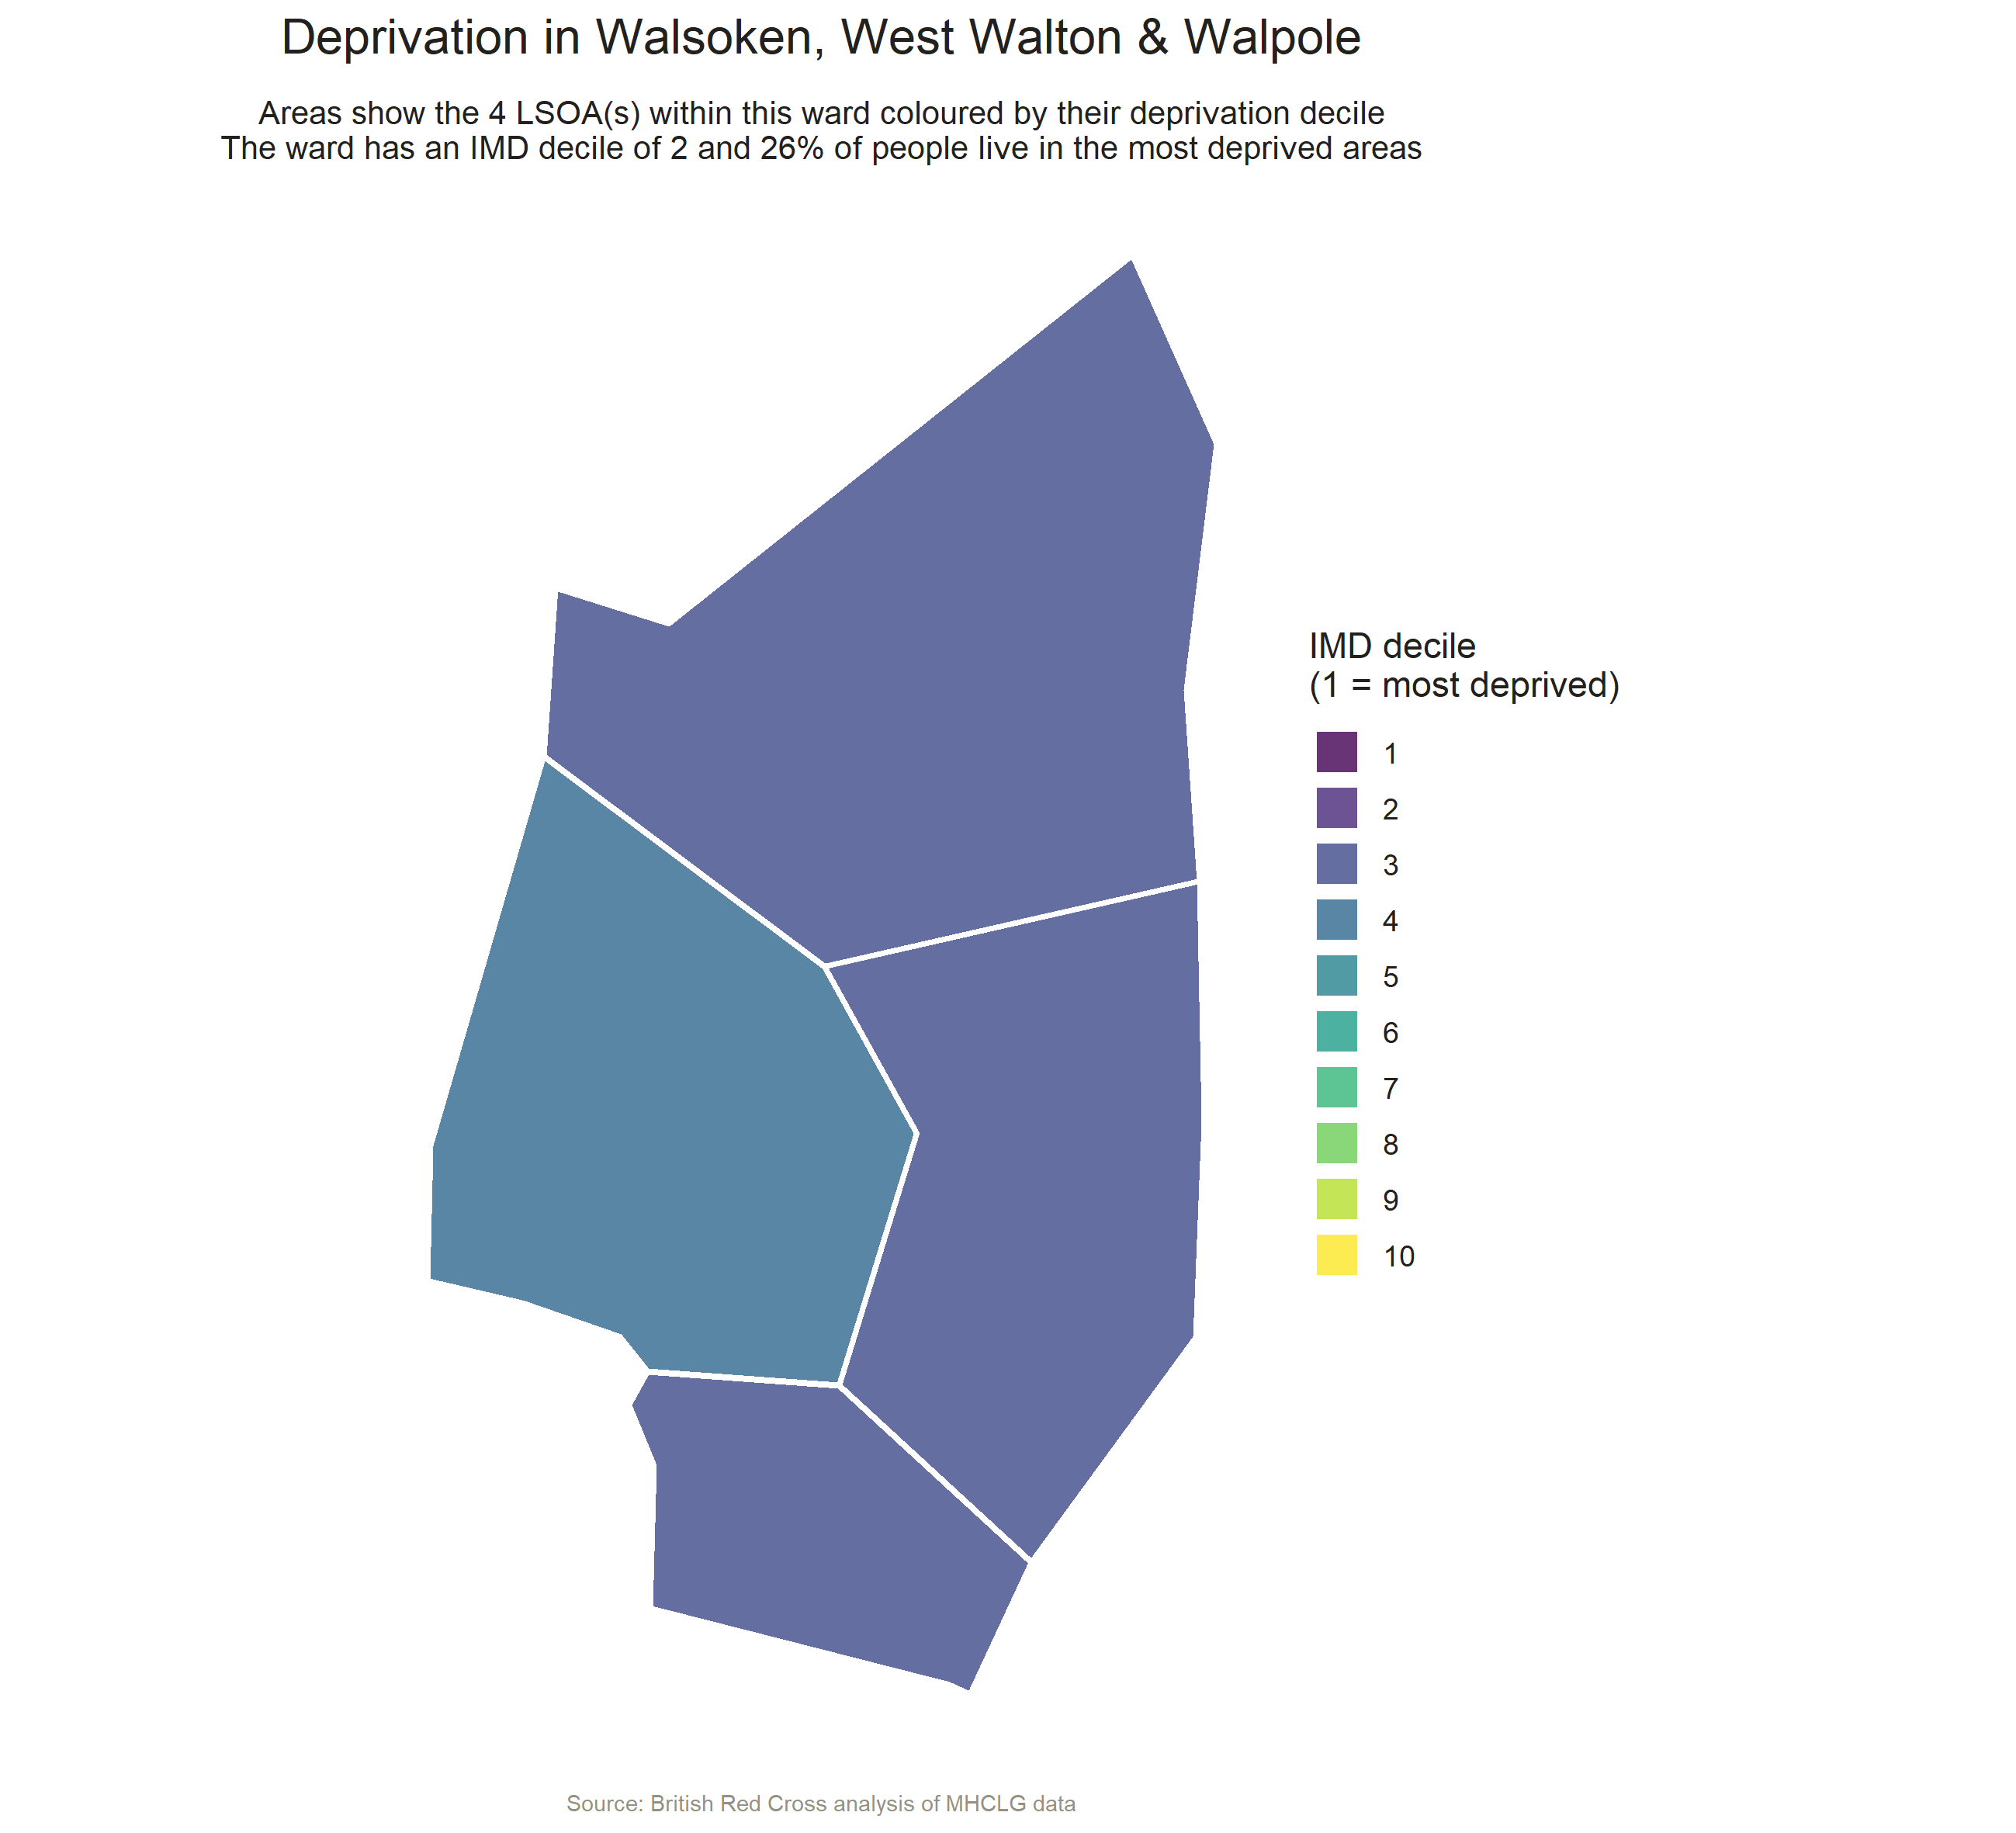 Deprivation in Walsoken, West Walton & Walpole
Areas show the 4 LSOA(s) within this ward coloured by their deprivation decile
The ward has an IMD decile of 2 and 26% of people live in the most deprived areas
IMD decile
(1 = most deprived)
1
2
3
4
5
6
7
8
9
10
Source: British Red Cross analysis of MHCLG data